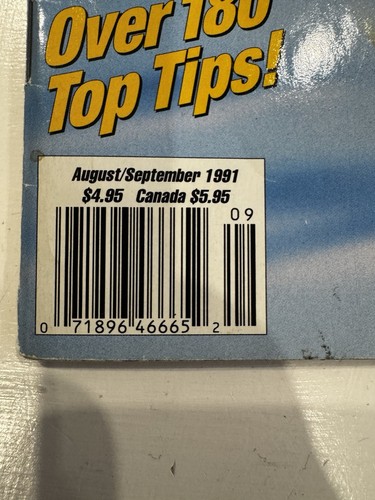 Over 180
Top Tips!
August/September 1991
$4.95 Canada $5.95
09
0 71896 46665 2